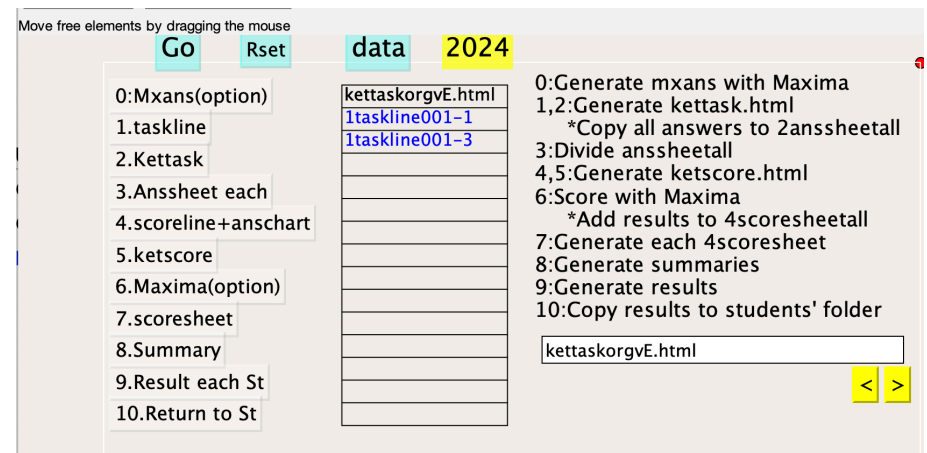 Move free elements by dragging the mouse
Go Rset data 2024
0:Mxans(option)
1.taskline
2.Kettask
3.Anssheet each
4.scoreline+anschart
5.ketscore
6.Maxima(option)
7.scoresheet
8.Summary
9.Result each St
10.Return to St
kettaskorgvE.html
1taskline001-1
1taskline001-3
0:Generate mxans with Maxima
1,2:Generate kettask.html
*Copy all answers to 2anssheetall
3:Divide anssheetall
4,5:Generate ketscore.html
6:Score with Maxima
*Add results to 4scoresheetall
7:Generate each 4scoresheet
8:Generate summaries
9:Generate results
10:Copy results to students' folder
kettaskorgvE.html
< >